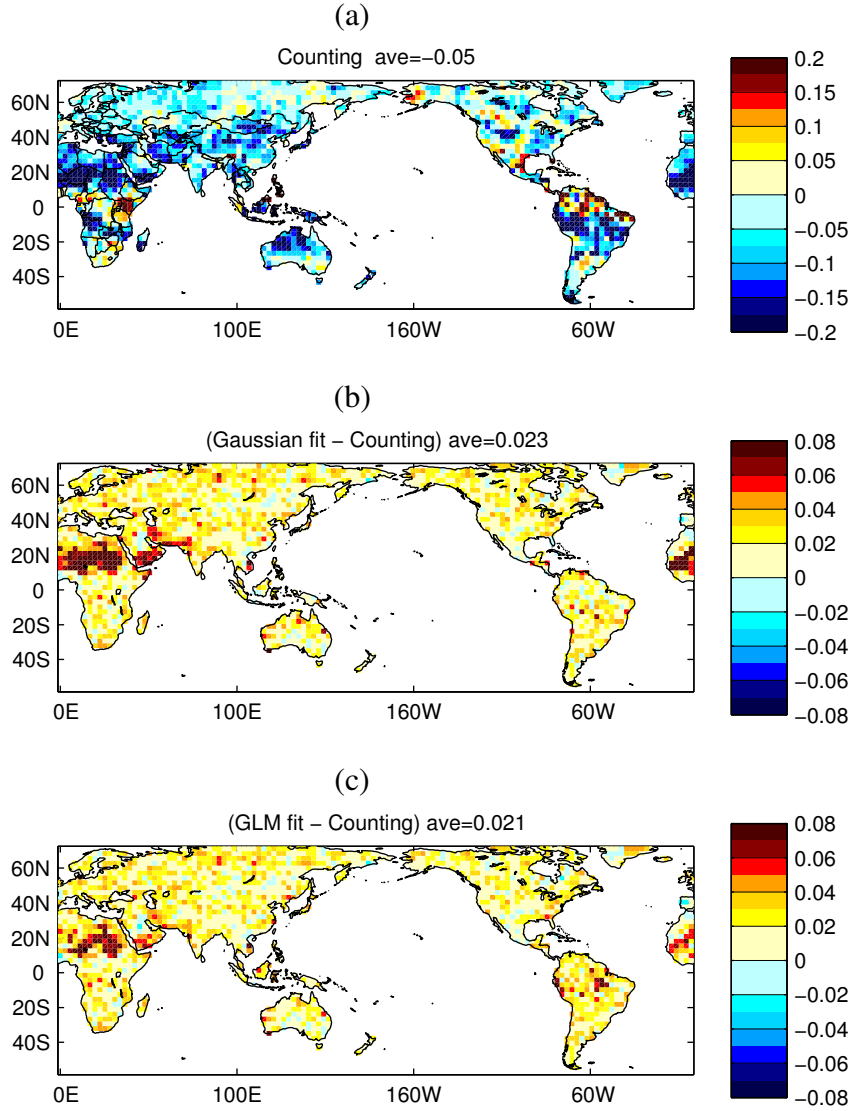 (a)
Counting ave=−0.05
60N
40N
20N
0
20S
40S
0E 100E 160W 60W
0.2
0.15
0.1
0.05
0
−0.05
−0.1
−0.15
−0.2
(b)
(Gaussian fit − Counting) ave=0.023
60N
40N
20N
0
20S
40S
0E 100E 160W 60W
0.08
0.06
0.04
0.02
0
−0.02
−0.04
−0.06
−0.08
(c)
(GLM fit − Counting) ave=0.021
60N
40N
20N
0
20S
40S
0E 100E 160W 60W
0.08
0.06
0.04
0.02
0
−0.02
−0.04
−0.06
−0.08